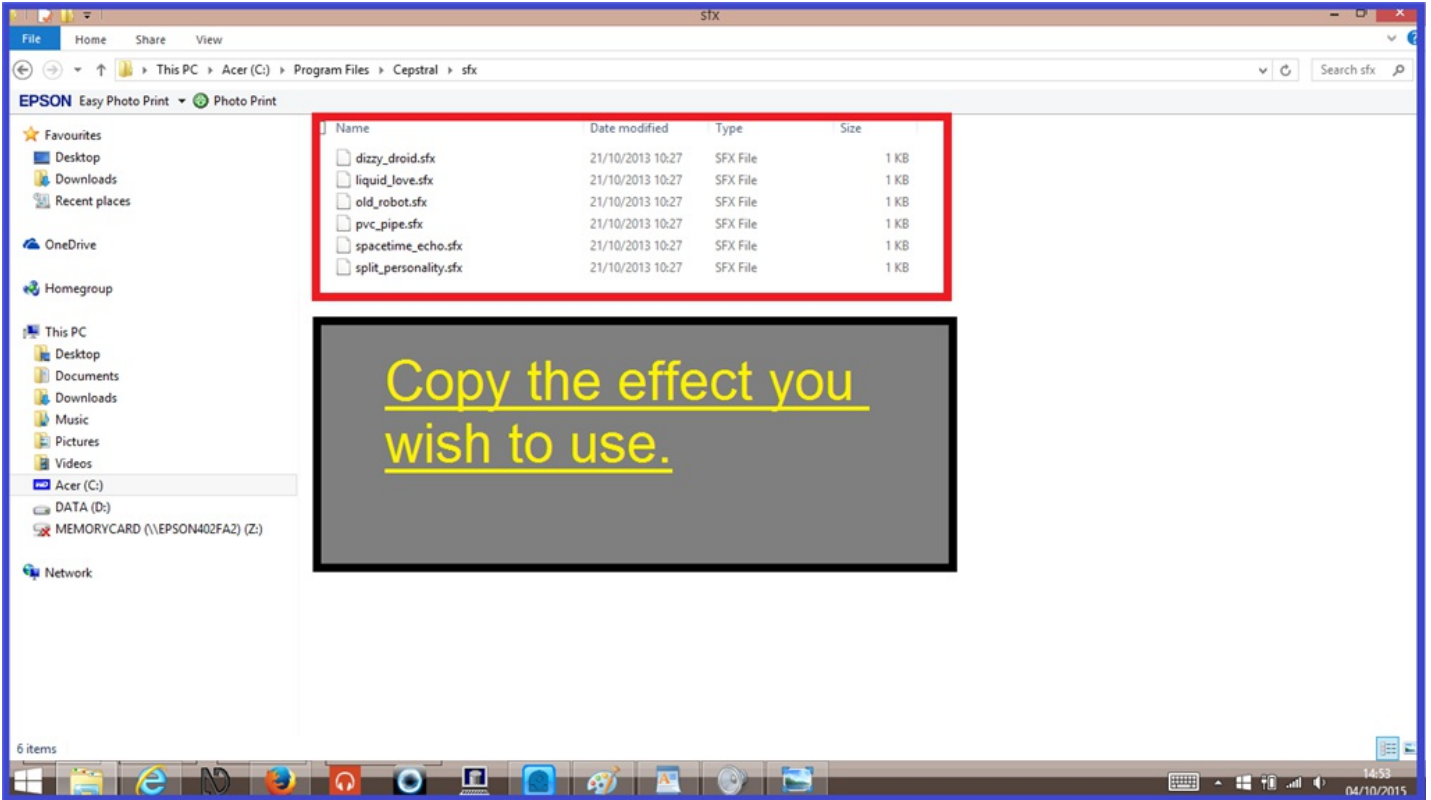 sfx
File Home Share View
This PC Acer (C:) Program Files Cepstral sfx Search sfx
EPSON Easy Photo Print Photo Print
Name Date modified Type Size
Favourites
Desktop
Downloads
Recent places
OneDrive
Homegroup
This PC
Desktop
Documents
Downloads
Music
Pictures
Videos
Acer (C:)
DATA (D:)
MEMORYCARD (\\EPSON402FA2) (Z:)
Network
dizzy_droid.sfx 21/10/2013 10:27 SFX File 1 KB
liquid_love.sfx 21/10/2013 10:27 SFX File 1 KB
old_robot.sfx 21/10/2013 10:27 SFX File 1 KB
pvc_pipe.sfx 21/10/2013 10:27 SFX File 1 KB
spacetime_echo.sfx 21/10/2013 10:27 SFX File 1 KB
split_personality.sfx 21/10/2013 10:27 SFX File 1 KB
Copy the effect you
wish to use.
6 items
14:53
04/10/2015